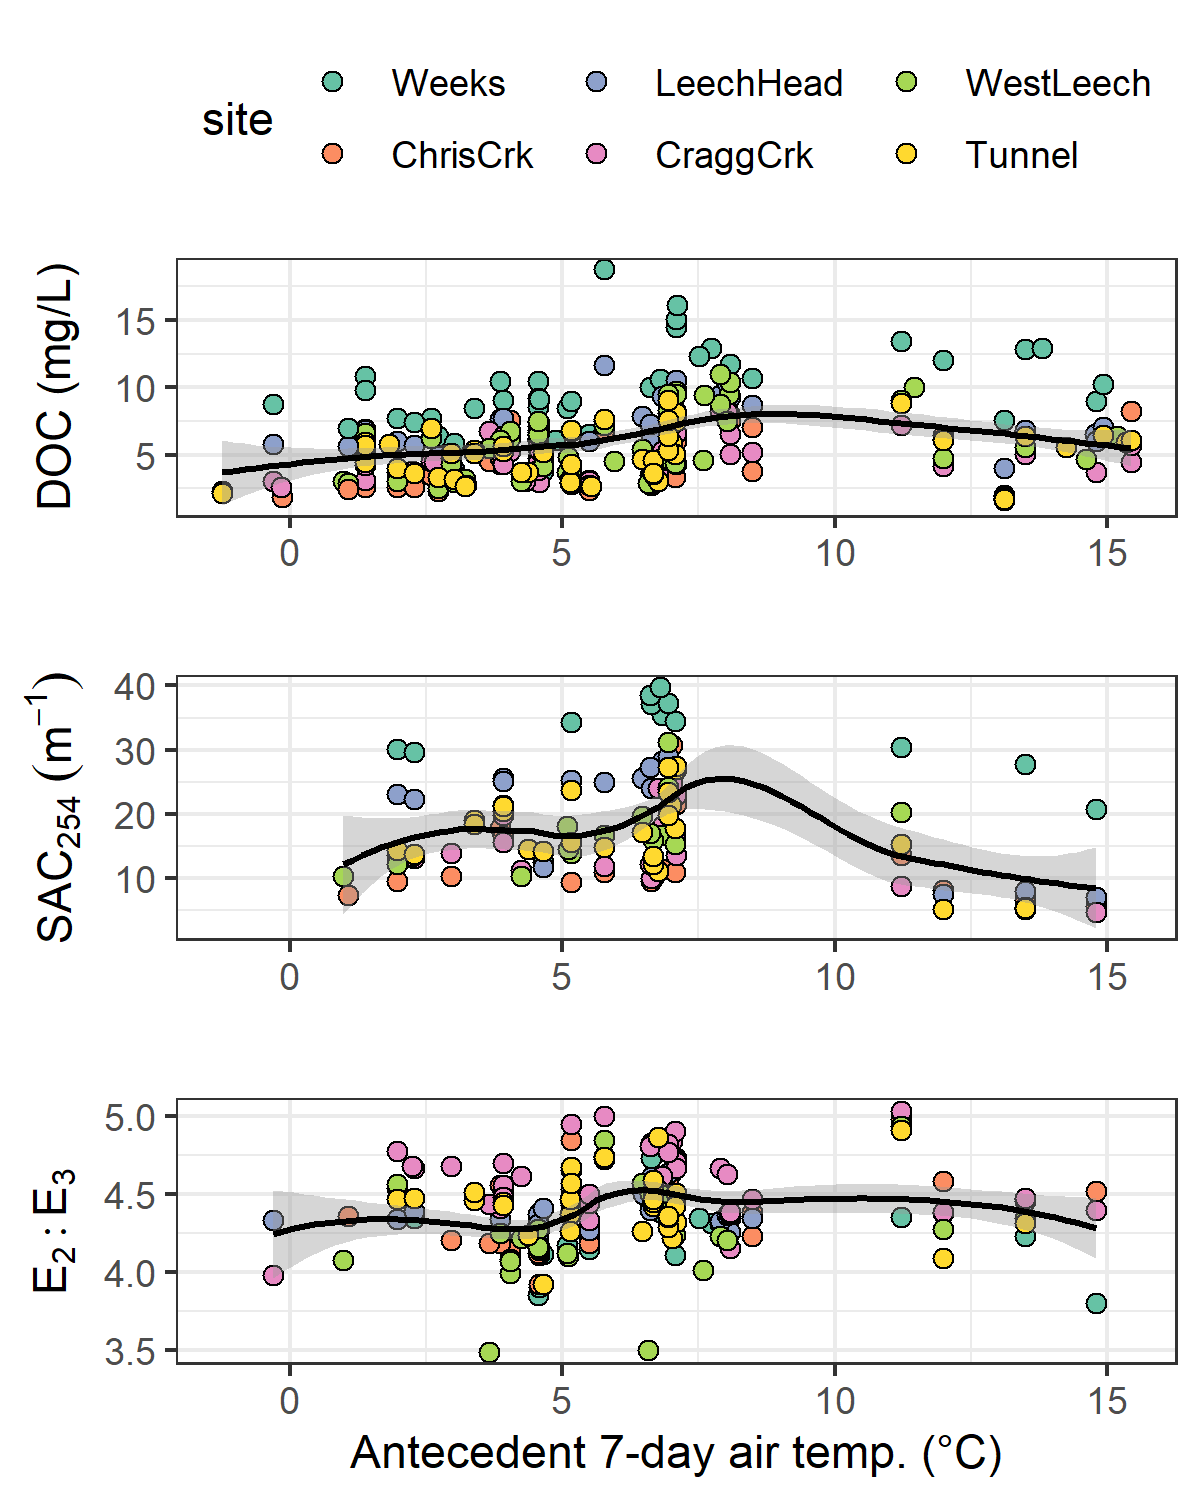 site Weeks LeechHead WestLeech
ChrisCrk CraggCrk Tunnel
DOC (mg/L)
15
10
5
0 5 10 15
SAC₂₅₄ (m⁻¹)
40
30
20
10
0 5 10 15
E₂ : E₃
5.0
4.5
4.0
3.5
0 5 10 15
Antecedent 7-day air temp. (°C)